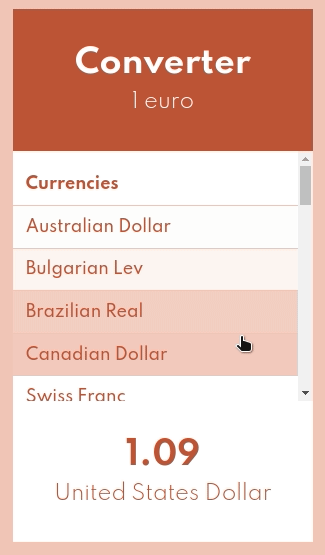 Converter
1 euro
Currencies
Australian Dollar
Bulgarian Lev
Brazilian Real
Canadian Dollar
Swiss Franc
1.09
United States Dollar